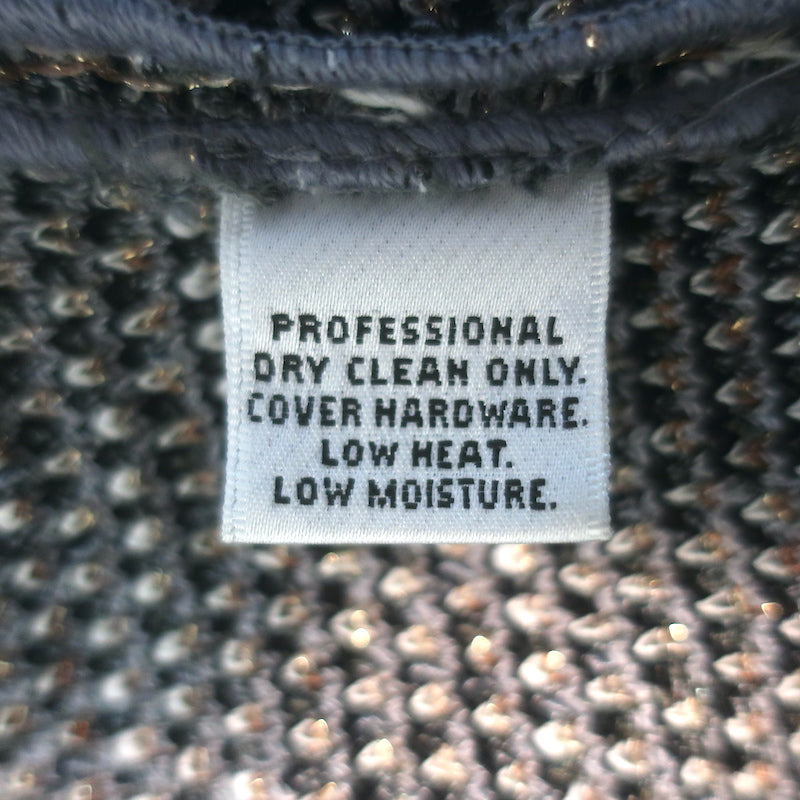 PROFESSIONAL
DRY CLEAN ONLY.
COVER HARDWARE.
LOW HEAT.
LOW MOISTURE.